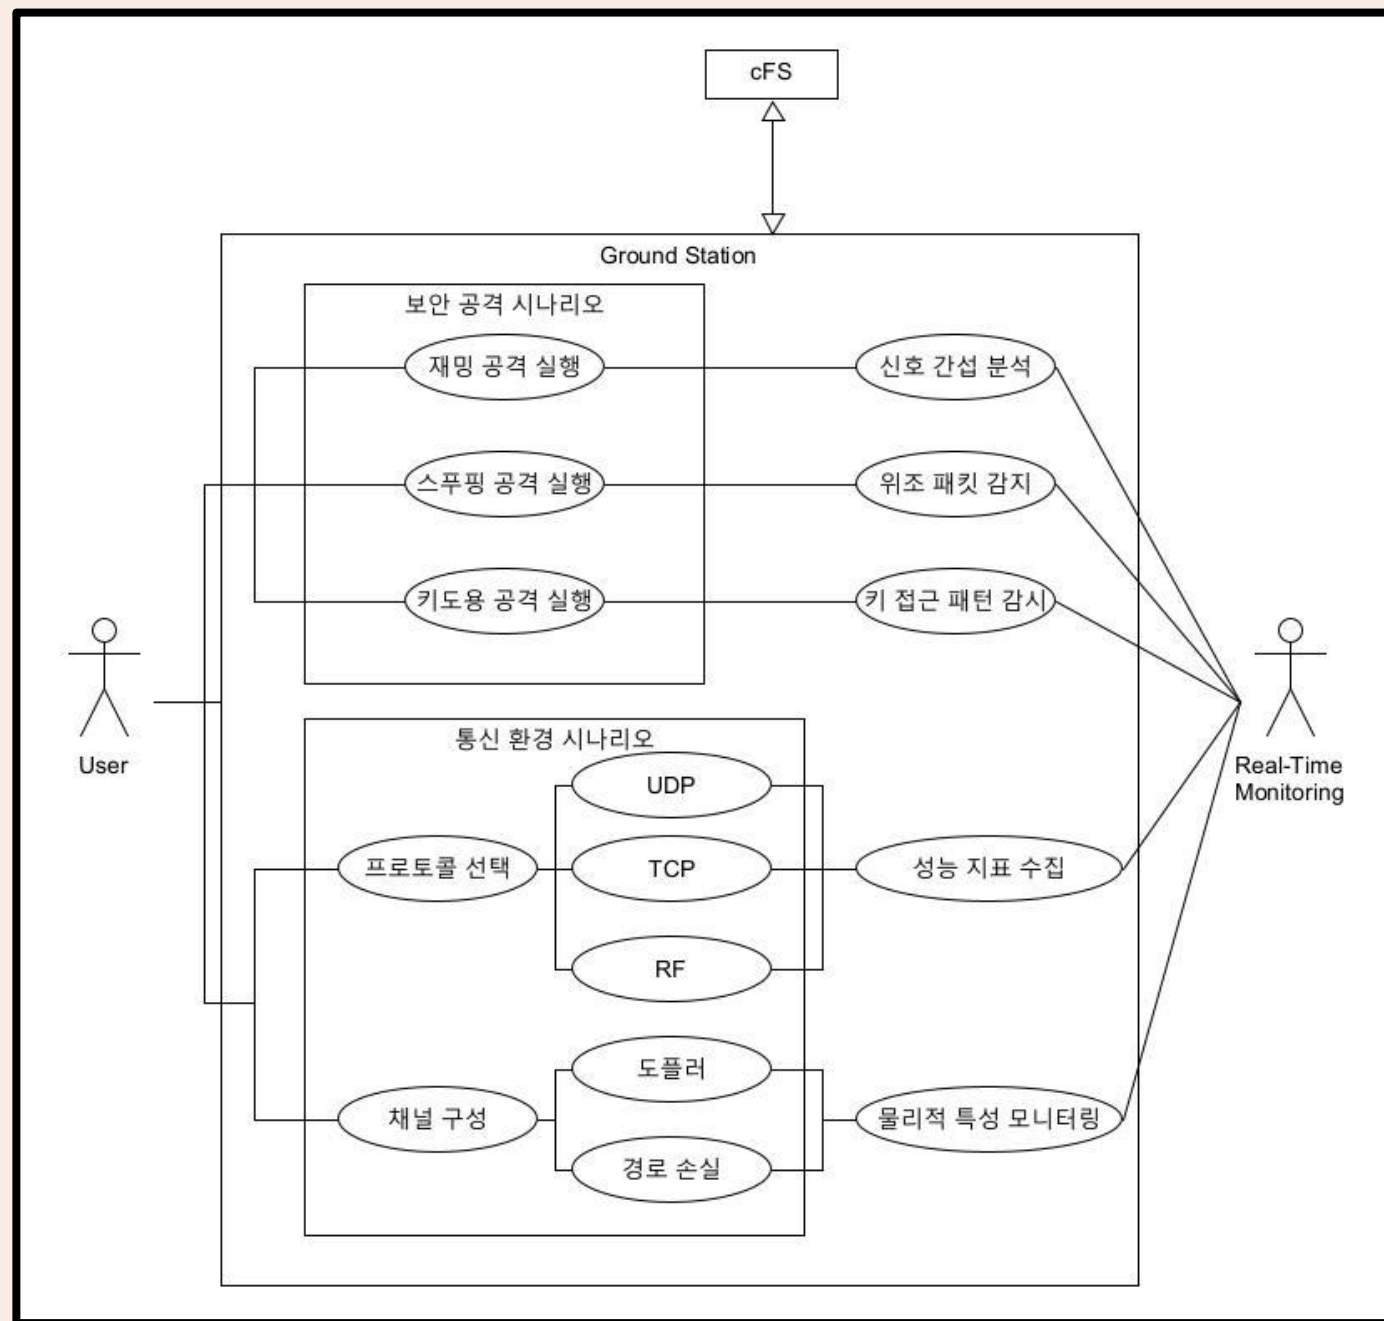 cFS
Ground Station
보안 공격 시나리오
재밍 공격 실행
신호 간섭 분석
스푸핑 공격 실행
위조 패킷 감지
키도용 공격 실행
키 접근 패턴 감시
User
Real-Time
Monitoring
통신 환경 시나리오
UDP
프로토콜 선택
TCP
성능 지표 수집
RF
도플러
채널 구성
물리적 특성 모니터링
경로 손실